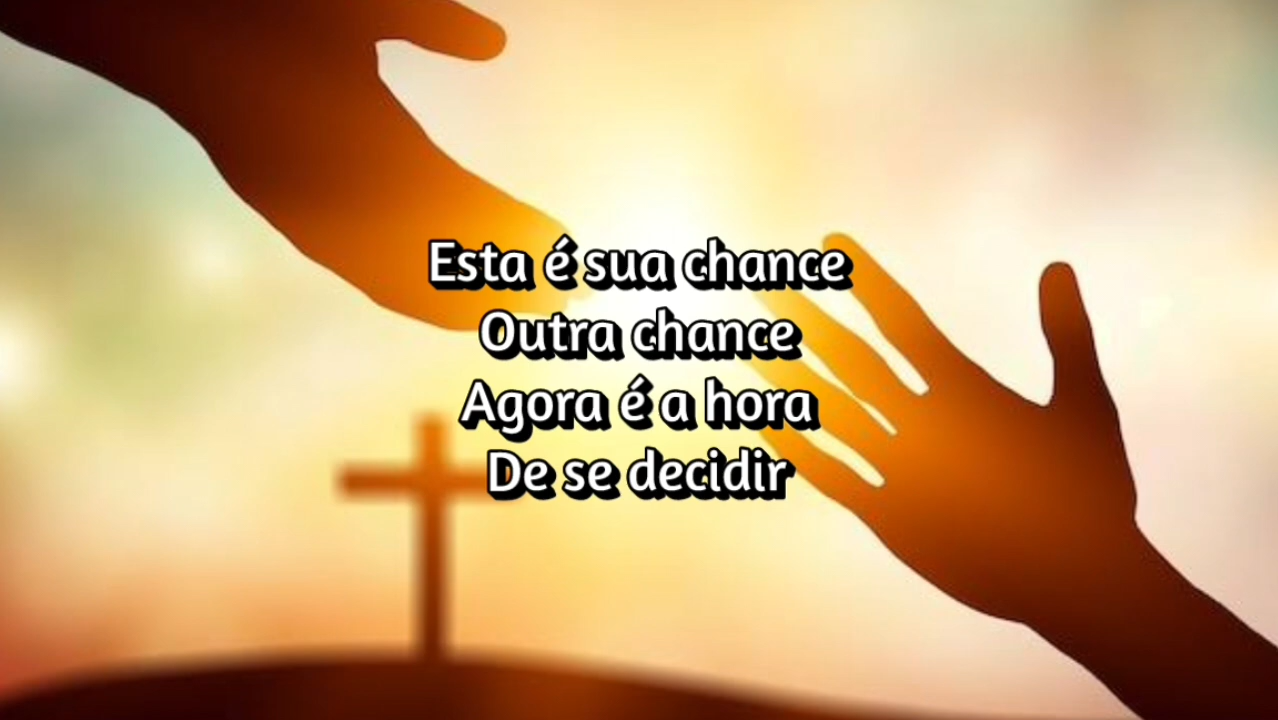 Esta é sua chance
Outra chance
Agora é a hora
De se decidir